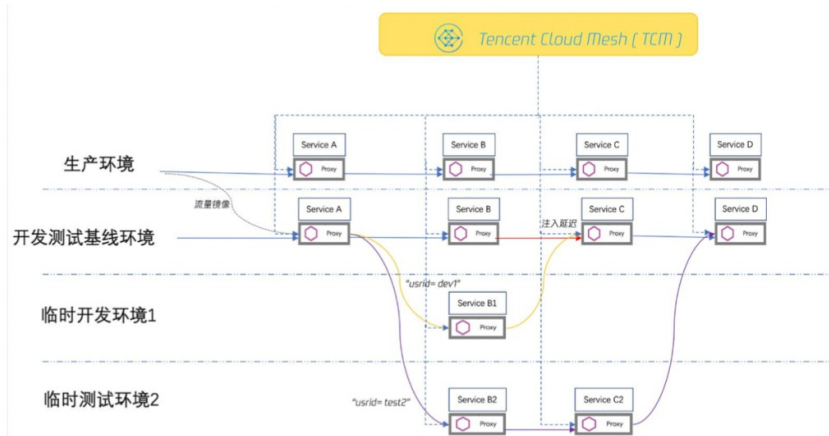 Tencent Cloud Mesh ( TCM )
Service A
Service B
Service C
Service D
生产环境
Proxy
Proxy
Proxy
Proxy
流量镜像
Service A
Service B
注入延迟
Service C
Service D
开发测试基线环境
Proxy
Proxy
Proxy
Proxy
"usrid= dev1"
Service B1
临时开发环境1
Proxy
Service B2
Service C2
临时测试环境2
"usrid= test2"
Proxy
Proxy